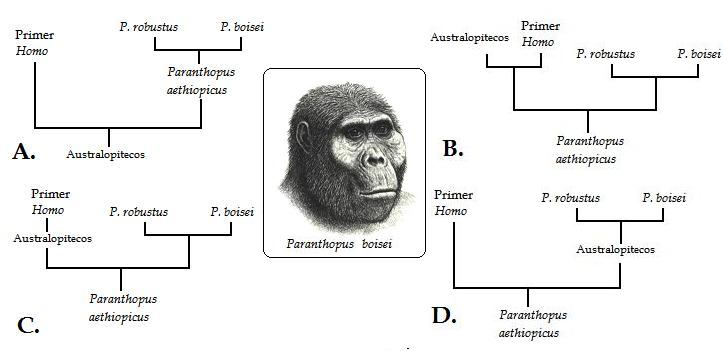 Primer
Homo
P. robustus
P. boisei
Paranthopus
aethiopicus
A.
Australopitecos
Australopitecos
Primer
Homo
P. robustus
P. boisei
B.
Paranthopus
aethiopicus
Paranthopus boisei
Primer
Homo
Australopitecos
P. robustus
P. boisei
Paranthopus
aethiopicus
C.
Primer
Homo
P. robustus
P. boisei
Australopitecos
D.
Paranthopus
aethiopicus